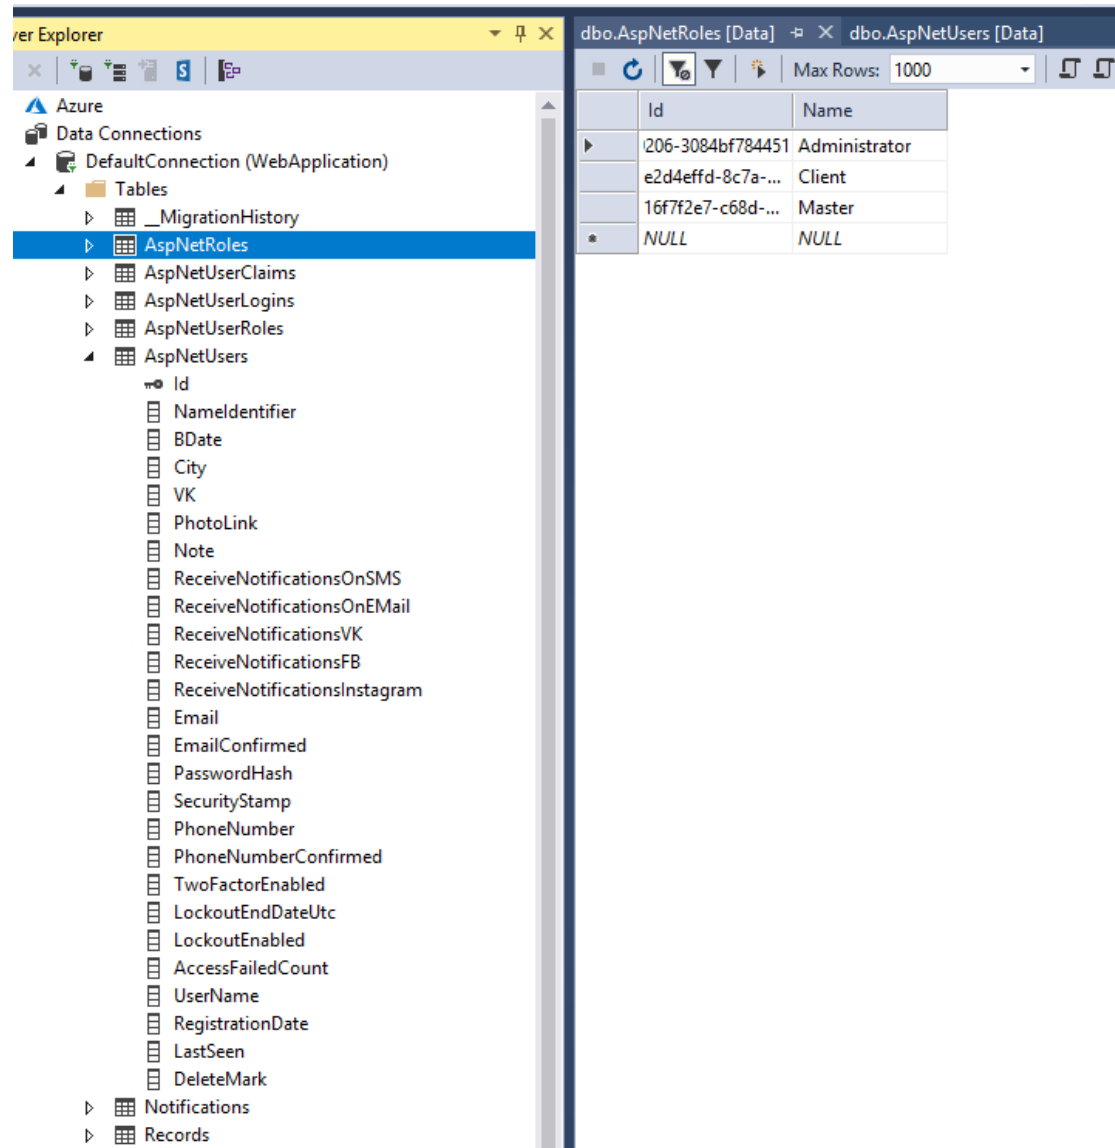 ver Explorer
Azure
Data Connections
DefaultConnection (WebApplication)
Tables
__MigrationHistory
AspNetRoles
AspNetUserClaims
AspNetUserLogins
AspNetUserRoles
AspNetUsers
Id
NameIdentifier
BDate
City
VK
PhotoLink
Note
ReceiveNotificationsOnSMS
ReceiveNotificationsOnEMail
ReceiveNotificationsVK
ReceiveNotificationsFB
ReceiveNotificationsInstagram
Email
EmailConfirmed
PasswordHash
SecurityStamp
PhoneNumber
PhoneNumberConfirmed
TwoFactorEnabled
LockoutEndDateUtc
LockoutEnabled
AccessFailedCount
UserName
RegistrationDate
LastSeen
DeleteMark
Notifications
Records
dbo.AspNetRoles [Data] dbo.AspNetUsers [Data]
Max Rows: 1000
Id Name
206-3084bf784451 Administrator
e2d4effd-8c7a-... Client
16f7f2e7-c68d-... Master
NULL NULL